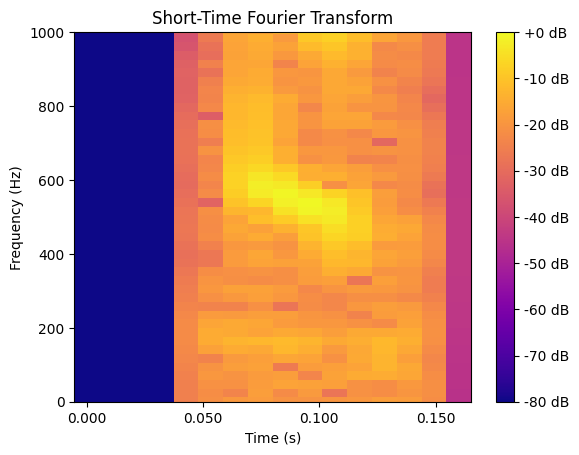 Short-Time Fourier Transform
1000
800
600
400
200
0
Frequency (Hz)
0.000
0.050
0.100
0.150
Time (s)
+0 dB
-10 dB
-20 dB
-30 dB
-40 dB
-50 dB
-60 dB
-70 dB
-80 dB